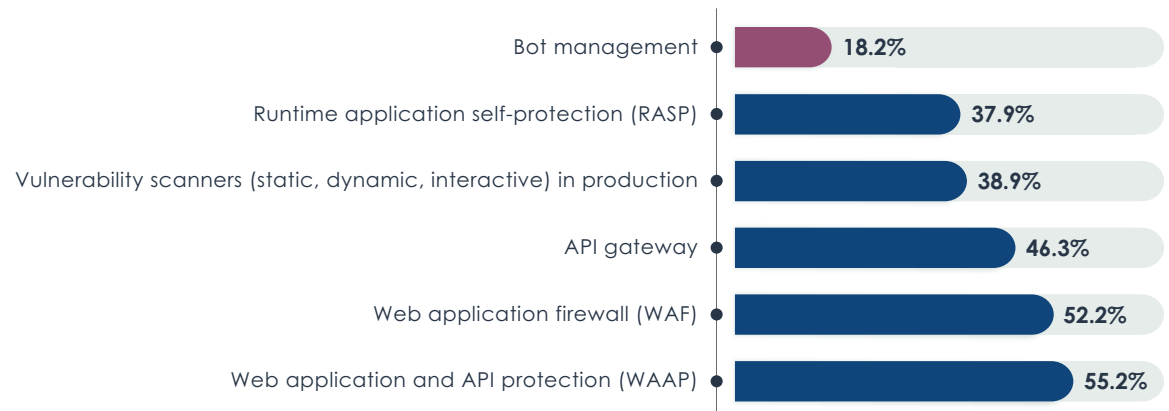 Bot management 18.2%
Runtime application self-protection (RASP) 37.9%
Vulnerability scanners (static, dynamic, interactive) in production 38.9%
API gateway 46.3%
Web application firewall (WAF) 52.2%
Web application and API protection (WAAP) 55.2%